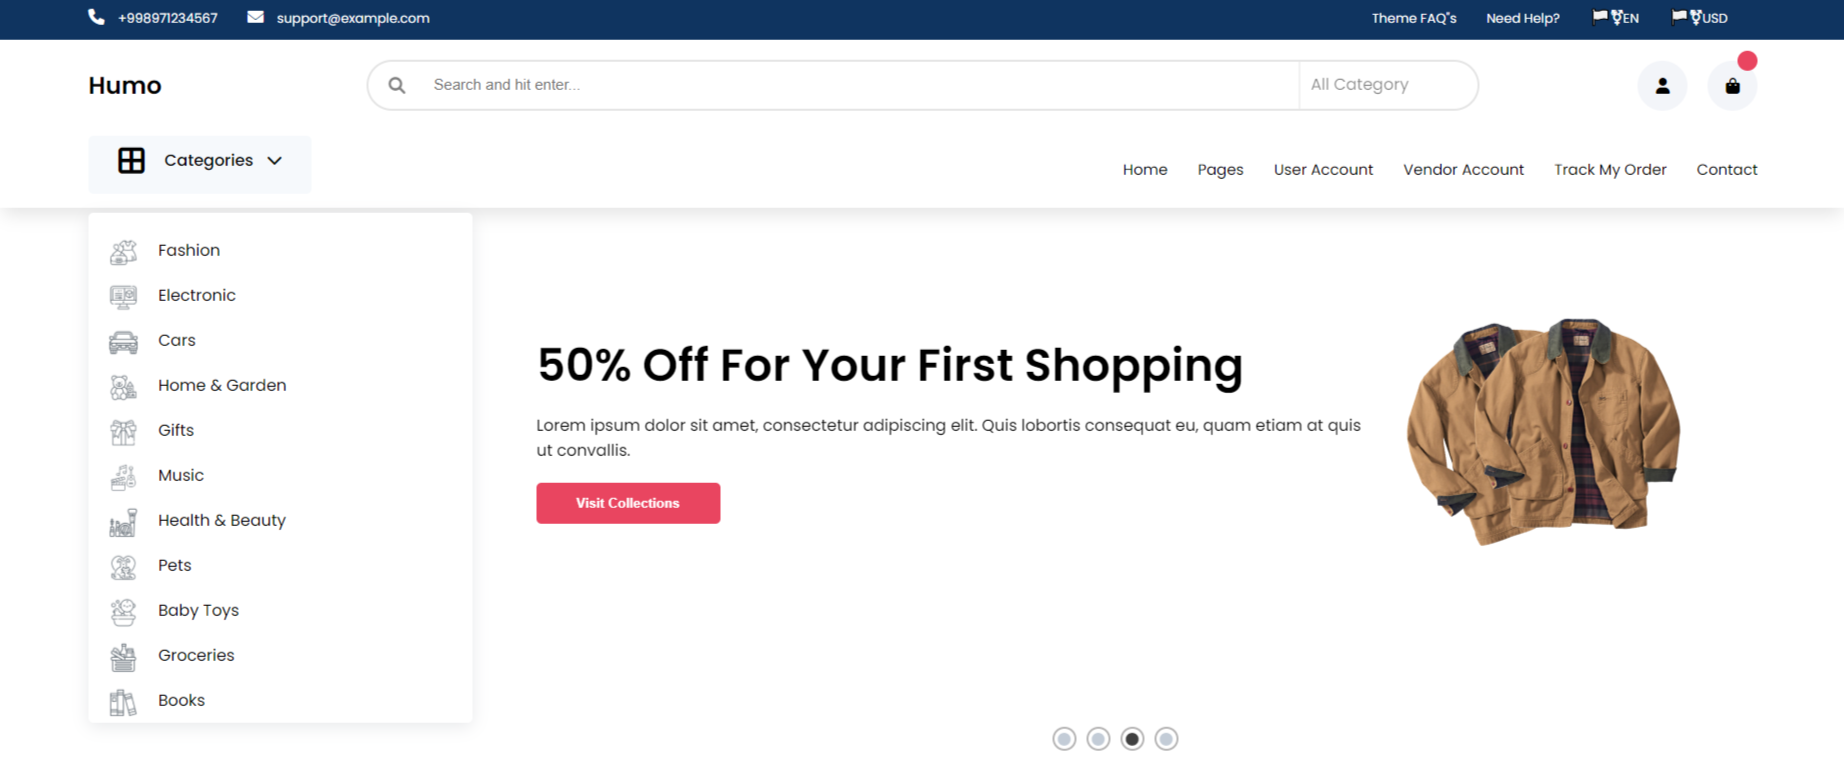 +998971234567
support@example.com
Theme FAQ"s
Need Help?
EN
USD
Humo
Search and hit enter...
All Category
Categories
Home
Pages
User Account
Vendor Account
Track My Order
Contact
Fashion
Electronic
Cars
Home & Garden
Gifts
Music
Health & Beauty
Pets
Baby Toys
Groceries
Books
50% Off For Your First Shopping
Lorem ipsum dolor sit amet, consectetur adipiscing elit. Quis lobortis consequat eu, quam etiam at quis
ut convallis.
Visit Collections